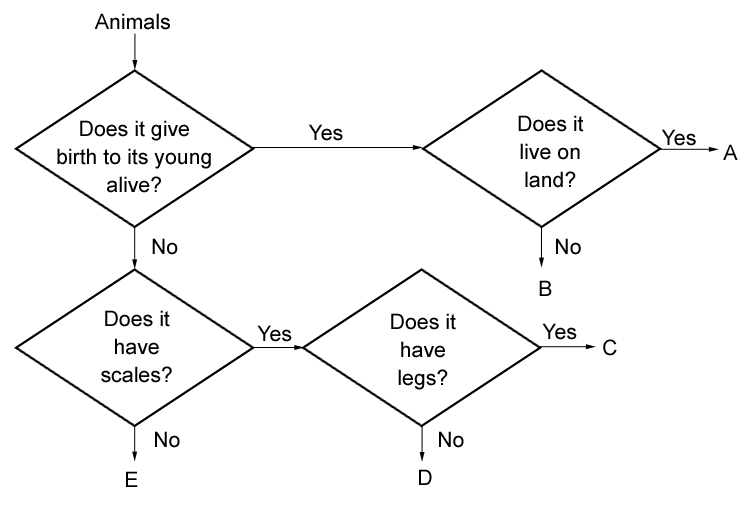 Animals
Does it give
birth to its young
alive?
Yes
Does it
live on
land?
Yes
A
No
No
B
Does it
have
scales?
Yes
Does it
have
legs?
Yes
C
No
No
E
D